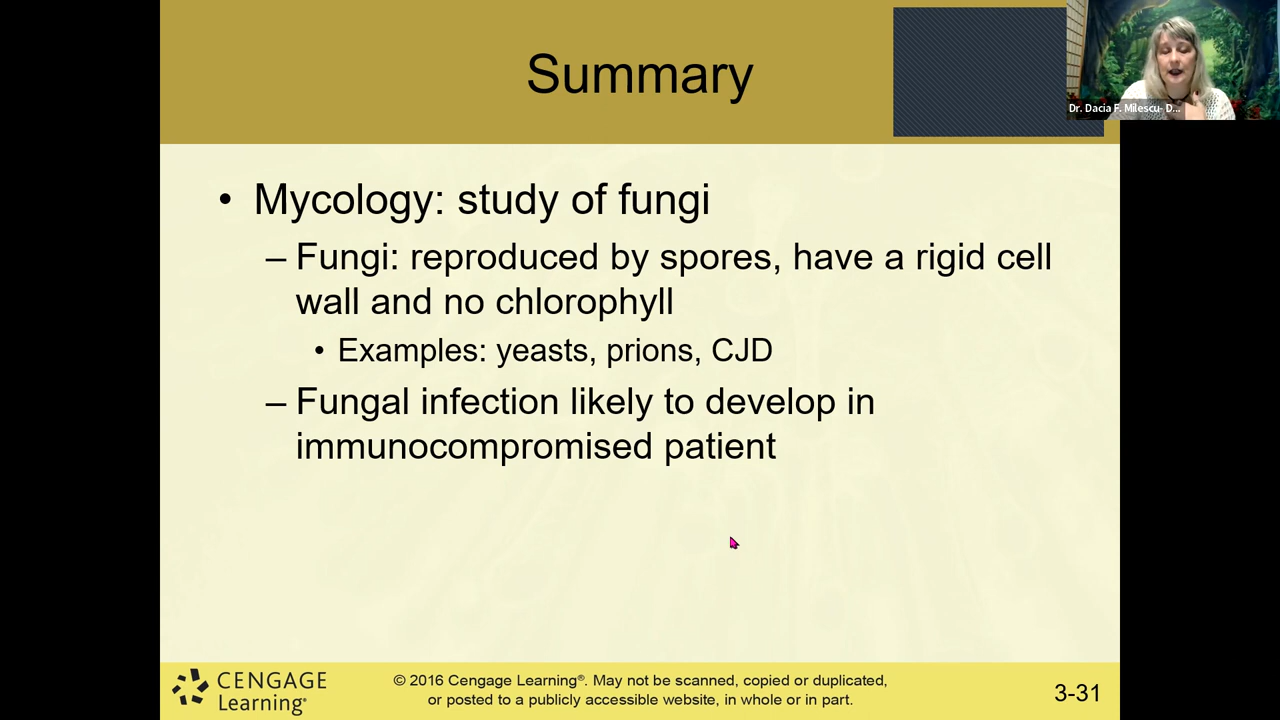 Summary
Dr. Dacia F. Milescu- D...
• Mycology: study of fungi
– Fungi: reproduced by spores, have a rigid cell
wall and no chlorophyll
• Examples: yeasts, prions, CJD
– Fungal infection likely to develop in
immunocompromised patient
CENGAGE
Learning®
© 2016 Cengage Learning®. May not be scanned, copied or duplicated,
or posted to a publicly accessible website, in whole or in part.
3-31